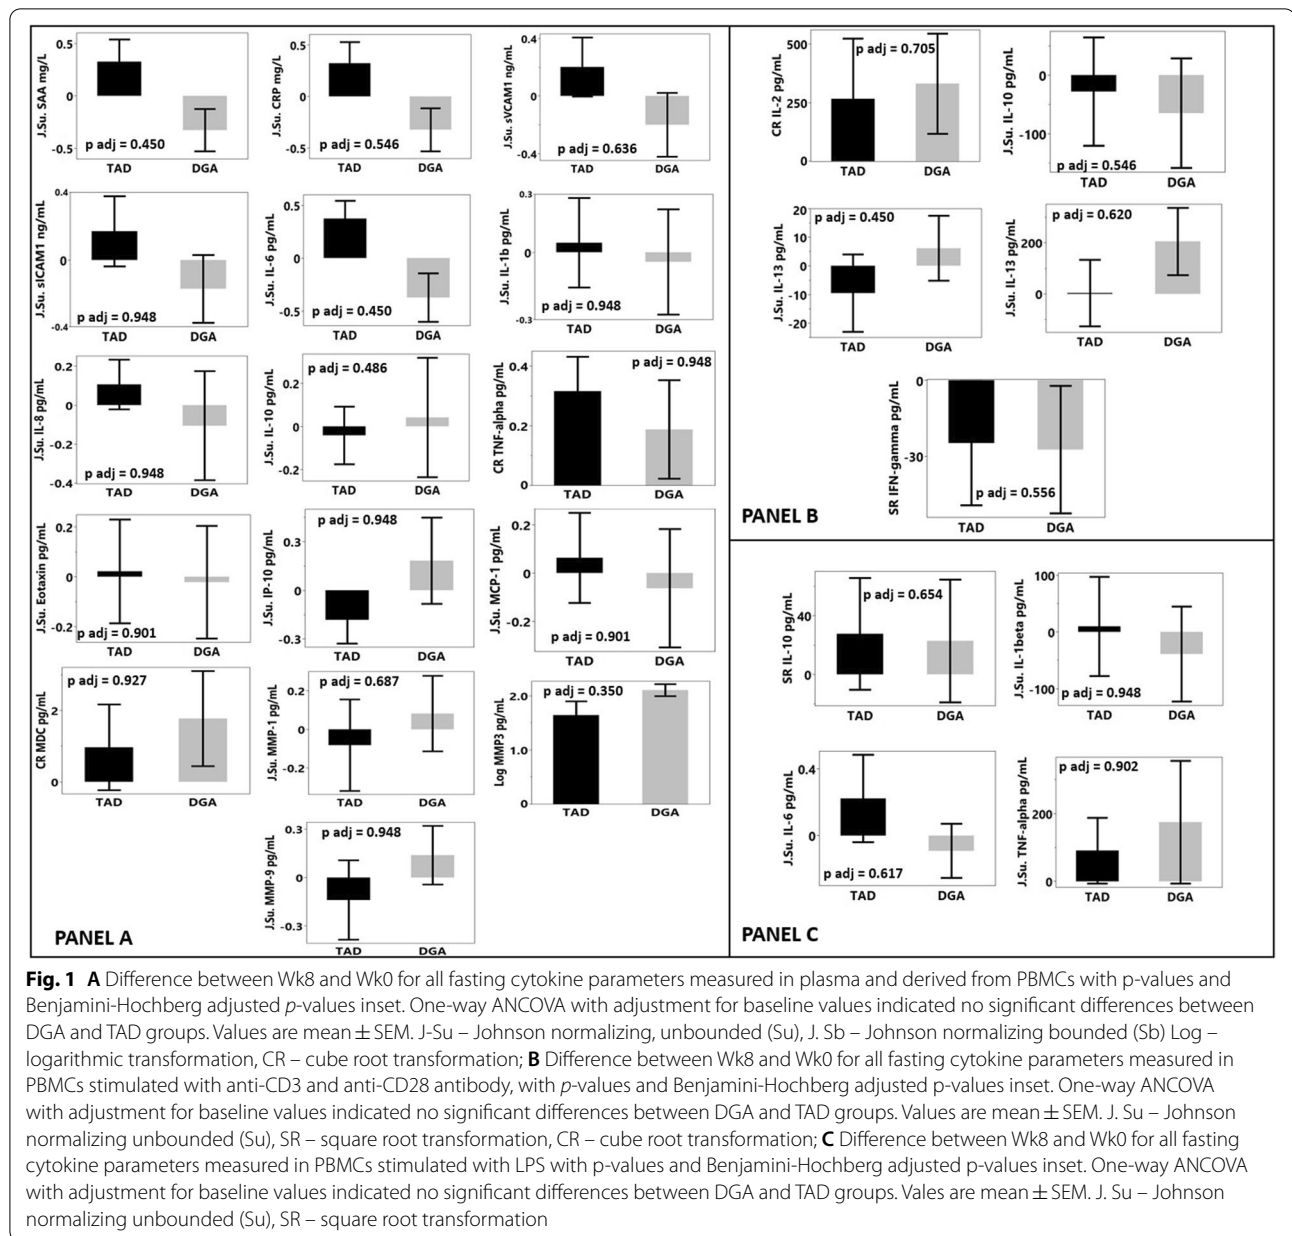 J.Su. SAA mg/L
0.5
0
-0.5
p adj = 0.450
TAD DGA
J.Su. CRP mg/L
0.5
0
-0.5
p adj = 0.546
TAD DGA
J.Su. sVCAM1 ng/mL
0.4
0
-0.4
p adj = 0.636
TAD DGA
J.Su. sICAM1 ng/mL
0.4
0
-0.4
p adj = 0.948
TAD DGA
J.Su. IL-6 pg/mL
0.5
0
-0.5
p adj = 0.450
TAD DGA
J.Su. IL-1b pg/mL
0.3
0
-0.3
p adj = 0.948
TAD DGA
J.Su. IL-8 pg/mL
0.2
0
-0.2
-0.4
p adj = 0.948
TAD DGA
J.Su. IL-10 pg/mL
0.2
0
-0.2
p adj = 0.486
TAD DGA
CR TNF-alpha pg/mL
0.4
0.2
0
p adj = 0.948
TAD DGA
J.Su. Eotaxin pg/mL
0.2
0
-0.2
p adj = 0.901
TAD DGA
J.Su. IP-10 pg/mL
0.3
0
-0.3
p adj = 0.948
TAD DGA
J.Su. MCP-1 pg/mL
0.2
0
-0.2
p adj = 0.901
TAD DGA
CR MDC pg/mL
2
0
p adj = 0.927
TAD DGA
J.Su. MMP-1 pg/mL
0.2
0
-0.2
p adj = 0.687
TAD DGA
Log MMP3 pg/mL
2.0
1.0
0
p adj = 0.350
TAD DGA
J.Su. MMP-9 pg/mL
0.3
0
-0.3
p adj = 0.948
TAD DGA
PANEL A
CR IL-2 pg/mL
500
250
0
p adj = 0.705
TAD DGA
J.Su. IL-10 pg/mL
0
-100
p adj = 0.546
TAD DGA
J.Su. IL-13 pg/mL
20
10
0
-10
-20
p adj = 0.450
TAD DGA
J.Su. IL-13 pg/mL
200
0
p adj = 0.620
TAD DGA
SR IFN-gamma pg/mL
0
-30
p adj = 0.556
TAD DGA
PANEL B
SR IL-10 pg/mL
40
0
p adj = 0.654
TAD DGA
J.Su. IL-1beta pg/mL
100
0
-100
p adj = 0.948
TAD DGA
J.Su. IL-6 pg/mL
0.4
0
p adj = 0.617
TAD DGA
J.Su. TNF-alpha pg/mL
200
0
p adj = 0.902
TAD DGA
PANEL C
Fig. 1 A Difference between Wk8 and Wk0 for all fasting cytokine parameters measured in plasma and derived from PBMCs with p-values and
Benjamini-Hochberg adjusted p-values inset. One-way ANCOVA with adjustment for baseline values indicated no significant differences between
DGA and TAD groups. Values are mean ± SEM. J-Su – Johnson normalizing, unbounded (Su), J. Sb – Johnson normalizing bounded (Sb) Log –
logarithmic transformation, CR – cube root transformation; B Difference between Wk8 and Wk0 for all fasting cytokine parameters measured in
PBMCs stimulated with anti-CD3 and anti-CD28 antibody, with p-values and Benjamini-Hochberg adjusted p-values inset. One-way ANCOVA
with adjustment for baseline values indicated no significant differences between DGA and TAD groups. Values are mean ± SEM. J. Su – Johnson
normalizing unbounded (Su), SR – square root transformation, CR – cube root transformation; C Difference between Wk8 and Wk0 for all fasting
cytokine parameters measured in PBMCs stimulated with LPS with p-values and Benjamini-Hochberg adjusted p-values inset. One-way ANCOVA
with adjustment for baseline values indicated no significant differences between DGA and TAD groups. Vales are mean ± SEM. J. Su – Johnson
normalizing unbounded (Su), SR – square root transformation